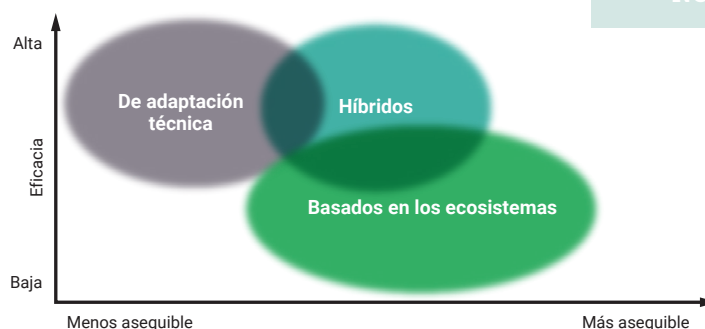 Alta
De adaptación
técnica
Híbridos
Eficacia
Basados en los ecosistemas
Baja
Menos asequible
Más asequible